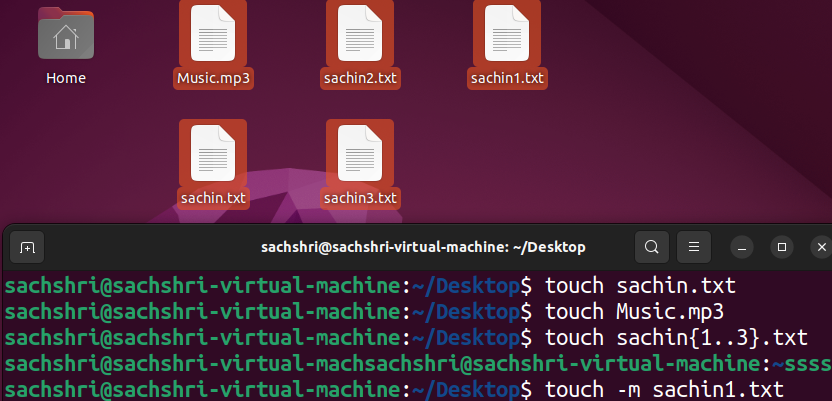 Home
Music.mp3
sachin2.txt
sachin1.txt
sachin.txt
sachin3.txt
sachshri@sachshri-virtual-machine: ~/Desktop
sachshri@sachshri-virtual-machine:~/Desktop$ touch sachin.txt
sachshri@sachshri-virtual-machine:~/Desktop$ touch Music.mp3
sachshri@sachshri-virtual-machine:~/Desktop$ touch sachin{1..3}.txt
sachshri@sachshri-virtual-machsachshri@sachshri-virtual-machine:~ssss
sachshri@sachshri-virtual-machine:~/Desktop$ touch -m sachin1.txt